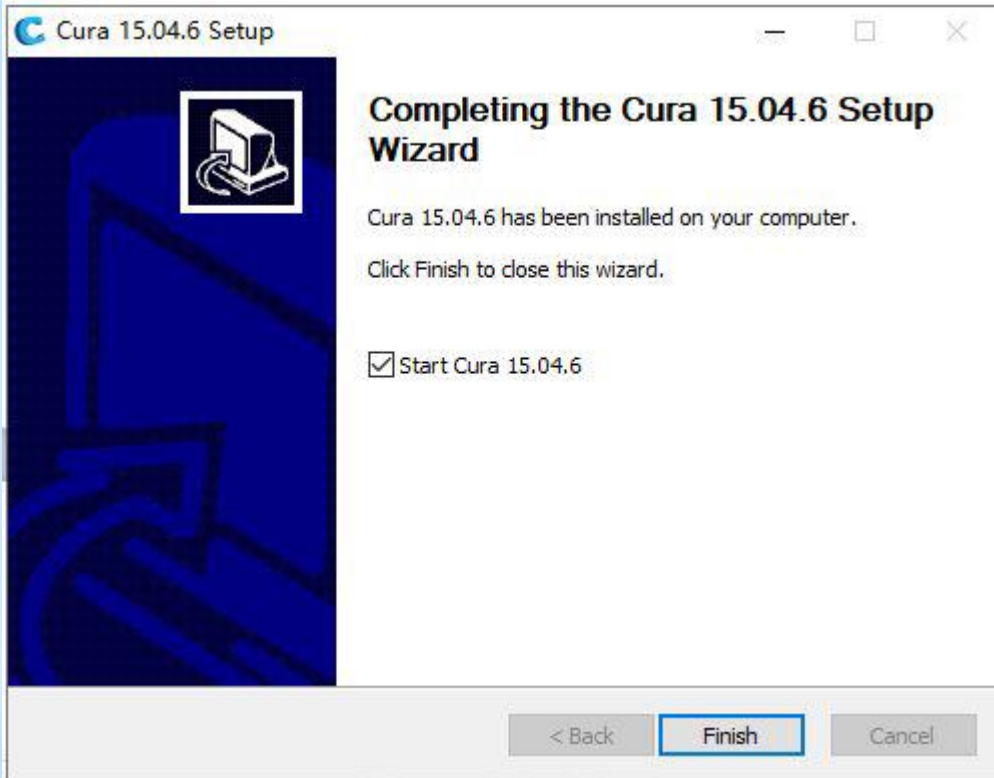 Cura 15.04.6 Setup
Completing the Cura 15.04.6 Setup
Wizard
Cura 15.04.6 has been installed on your computer.
Click Finish to close this wizard.
Start Cura 15.04.6
< Back
Finish
Cancel